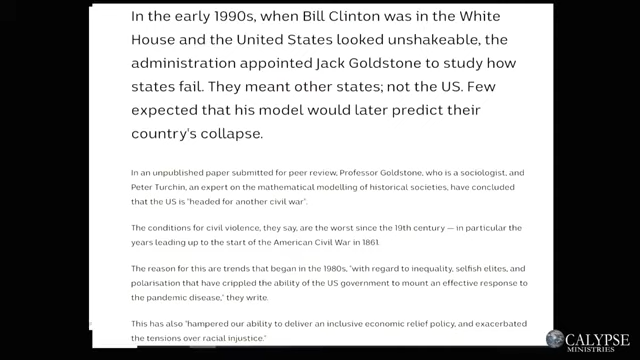 In the early 1990s, when Bill Clinton was in the White
House and the United States looked unshakeable, the
administration appointed Jack Goldstone to study how
states fail. They meant other states; not the US. Few
expected that his model would later predict their
country's collapse.
In an unpublished paper submitted for peer review, Professor Goldstone, who is a sociologist, and
Peter Turchin, an expert on the mathematical modelling of historical societies, have concluded
that the US is 'headed for another civil war'.
The conditions for civil violence, they say, are the worst since the 19th century — in particular the
years leading up to the start of the American Civil War in 1861.
The reason for this are trends that began in the 1980s, "with regard to inequality, selfish elites, and
polarisation that have crippled the ability of the US government to mount an effective response to
the pandemic disease," they write.
This has also "hampered our ability to deliver an inclusive economic relief policy, and exacerbated
the tensions over racial injustice."
CALYPSE
MINISTRIES